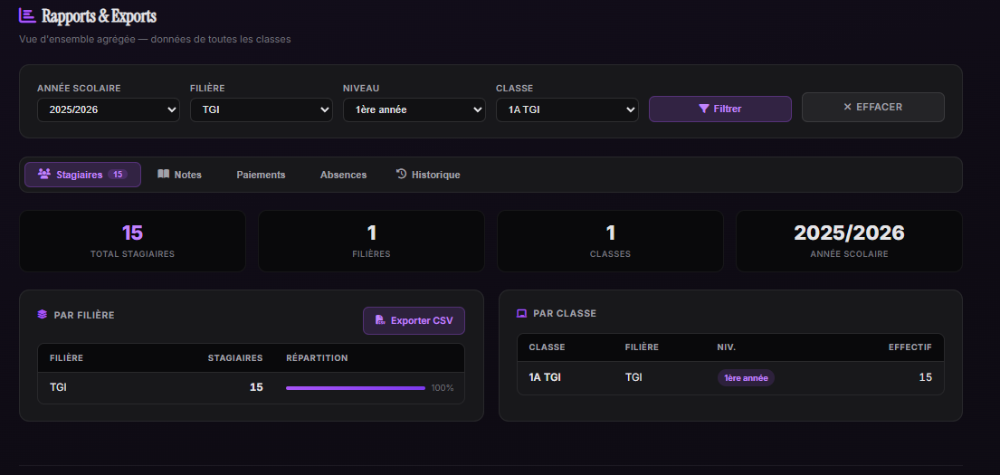 Rapports & Exports
Vue d'ensemble agrégée — données de toutes les classes
ANNÉE SCOLAIRE FILIÈRE NIVEAU CLASSE
2025/2026 TGI 1ère année 1A TGI Filtrer ✕ EFFACER
Stagiaires 15 Notes Paiements Absences Historique
15 1 1 2025/2026
TOTAL STAGIAIRES FILIÈRES CLASSES ANNÉE SCOLAIRE
PAR FILIÈRE Exporter CSV
FILIÈRE STAGIAIRES RÉPARTITION
TGI 15 100%
PAR CLASSE
CLASSE FILIÈRE NIV. EFFECTIF
1A TGI TGI 1ère année 15